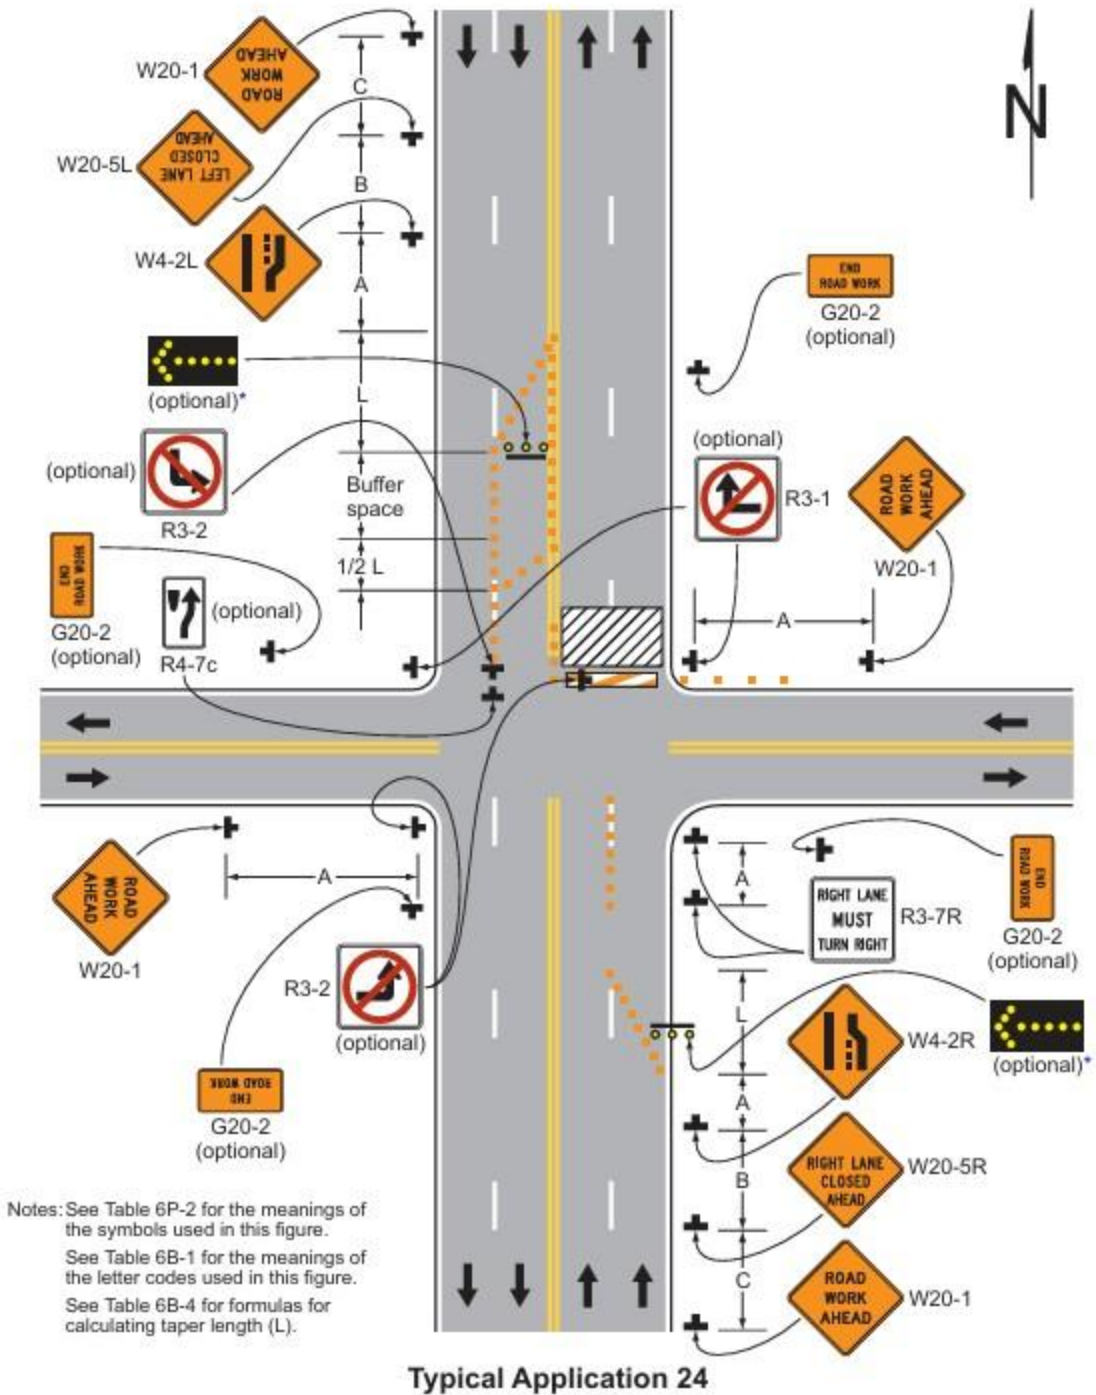 N
ROAD
WORK
AHEAD
W20-1
C
LEFT LANE
CLOSED
AHEAD
W20-5L
B
W4-2L
A
END
ROAD WORK
G20-2
(optional)
(optional)*
L
(optional)
R3-2
(optional)
R3-1
ROAD
WORK
AHEAD
W20-1
Buffer
space
1/2 L
END
ROAD WORK
G20-2
(optional)
(optional)
R4-7c
A
ROAD
WORK
AHEAD
W20-1
A
END
ROAD WORK
G20-2
(optional)
R3-2
(optional)
A
RIGHT LANE
MUST
TURN RIGHT
R3-7R
END
ROAD WORK
G20-2
(optional)
L
W4-2R
(optional)*
A
RIGHT LANE
CLOSED
AHEAD
W20-5R
B
C
ROAD
WORK
AHEAD
W20-1
Notes: See Table 6P-2 for the meanings of
the symbols used in this figure.
See Table 6B-1 for the meanings of
the letter codes used in this figure.
See Table 6B-4 for formulas for
calculating taper length (L).
Typical Application 24